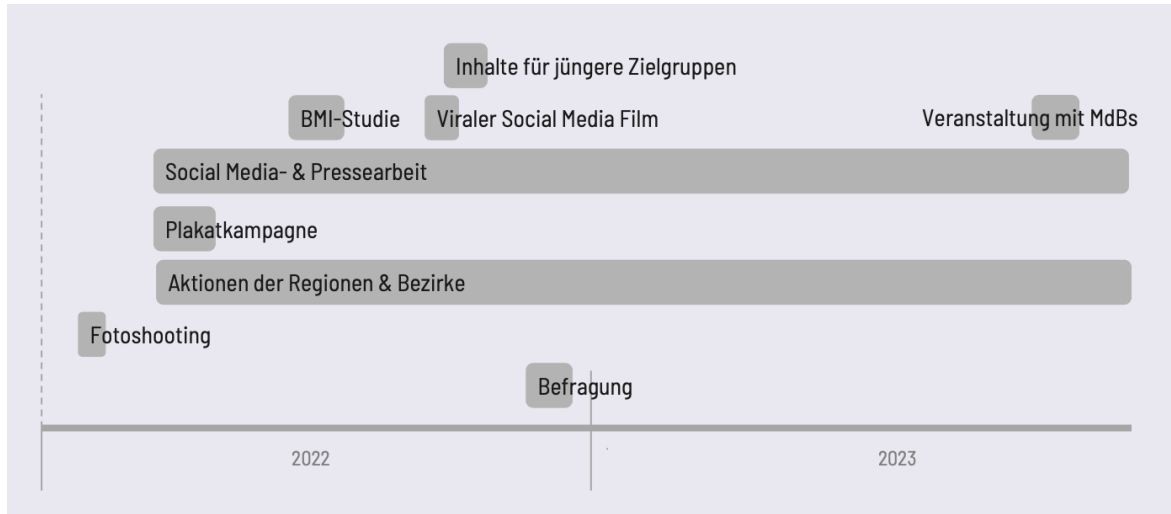 Inhalte für jüngere Zielgruppen
BMI-Studie
Viraler Social Media Film
Veranstaltung mit MdBs
Social Media- & Pressearbeit
Plakatkampagne
Aktionen der Regionen & Bezirke
Fotoshooting
Befragung
2022
2023